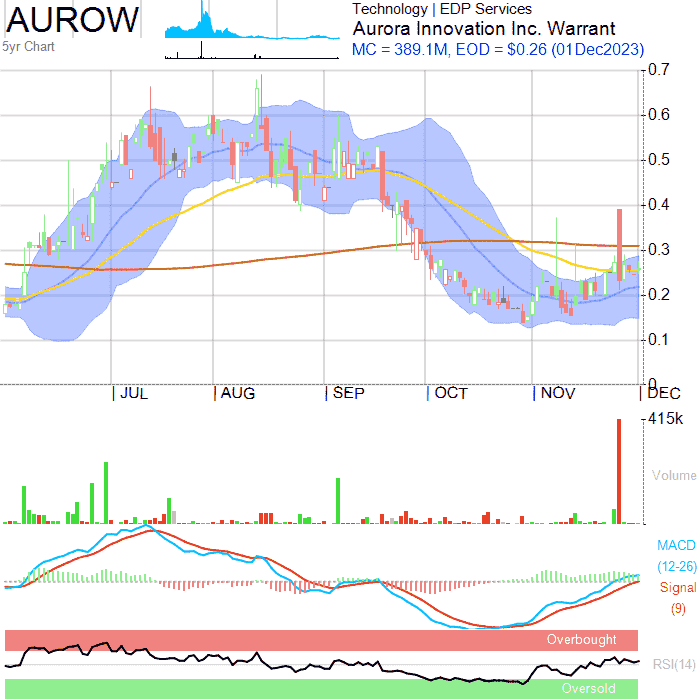 AUROW
5yr Chart
Technology | EDP Services
Aurora Innovation Inc. Warrant
MC = 389.1M, EOD = $0.26 (01Dec2023)
0.7
0.6
0.5
0.4
0.3
0.2
0.1
0
| JUL | AUG | SEP | OCT | NOV | DEC
415k
Volume
MACD
(12-26)
Signal
(9)
Overbought
RSI(14)
Oversold